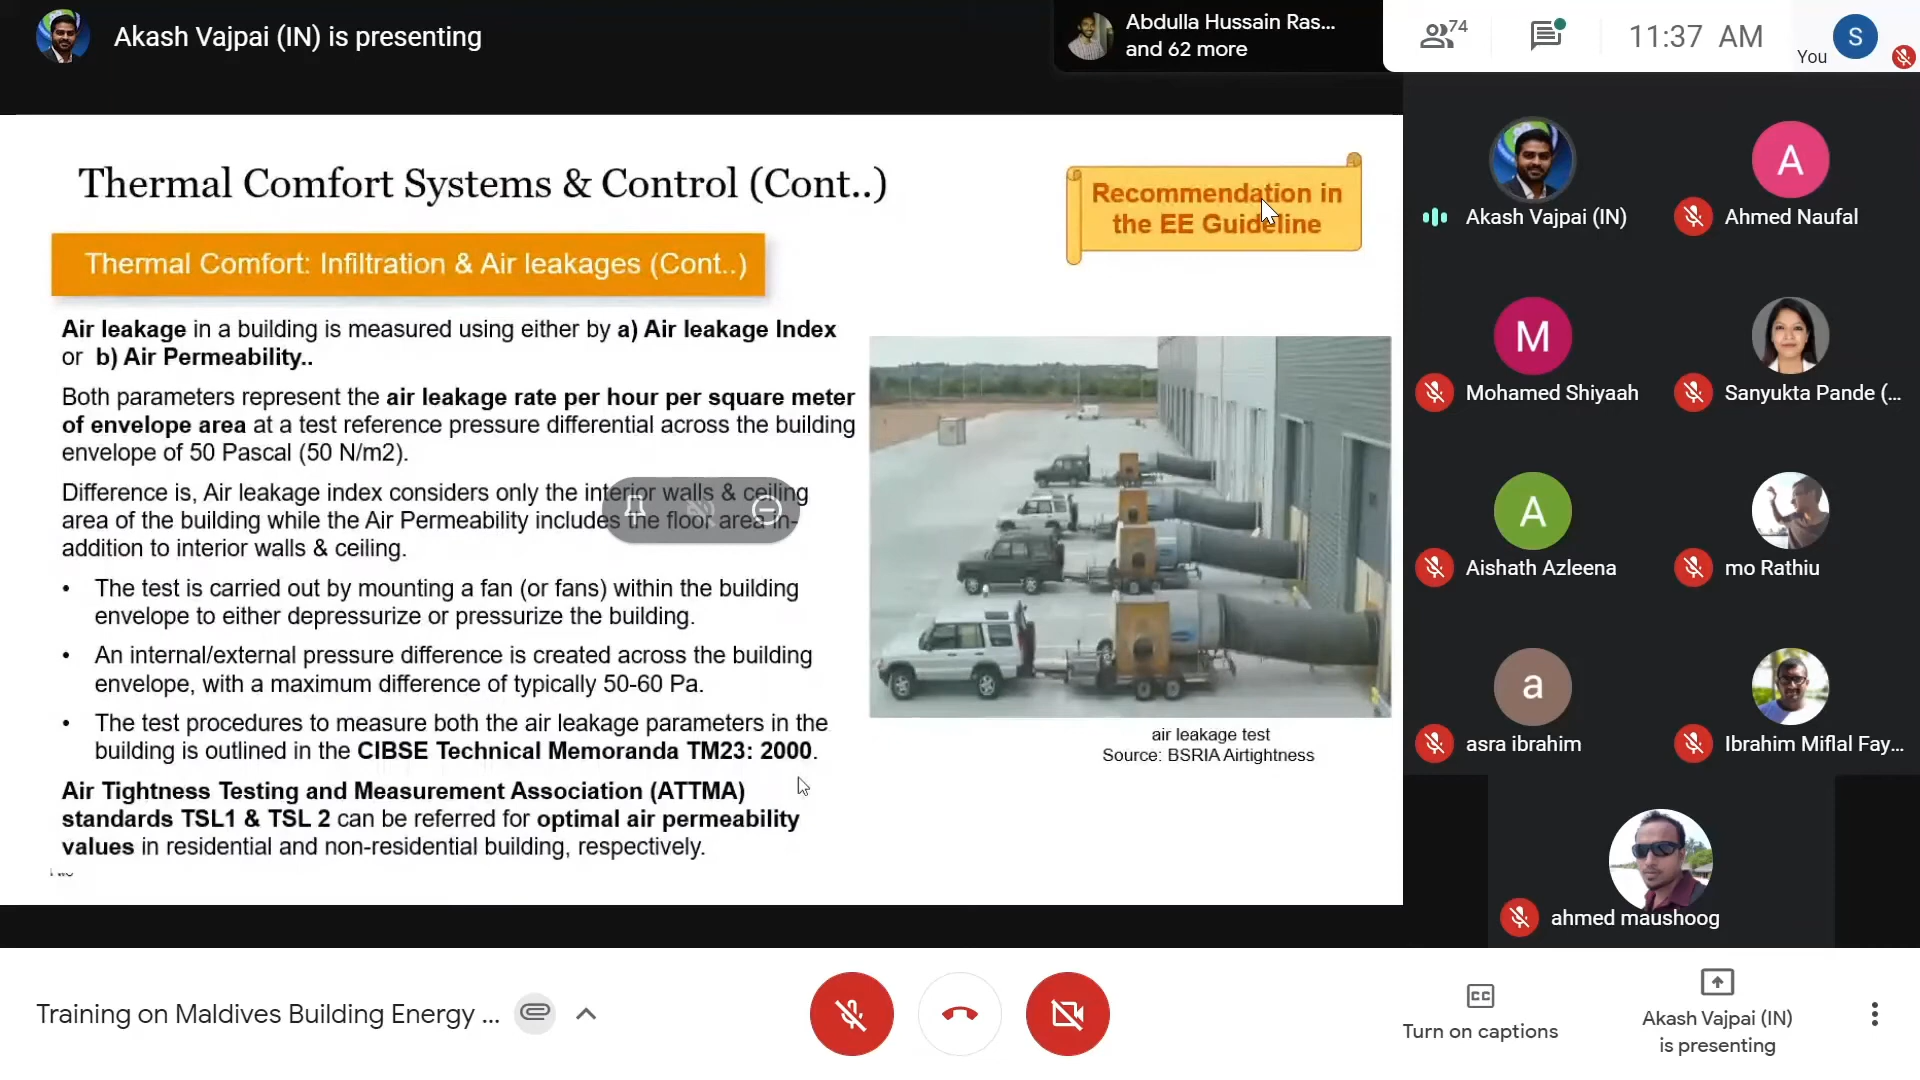 Akash Vajpai (IN) is presenting
Abdulla Hussain Ras...
and 62 more
74
11:37 AM
You
S
Thermal Comfort Systems & Control (Cont..)
Recommendation in
the EE Guideline
Thermal Comfort: Infiltration & Air leakages (Cont..)
Air leakage in a building is measured using either by a) Air leakage Index
or b) Air Permeability..
Both parameters represent the air leakage rate per hour per square meter
of envelope area at a test reference pressure differential across the building
envelope of 50 Pascal (50 N/m2).
Difference is, Air leakage index considers only the interior walls & ceiling
area of the building while the Air Permeability includes the floor area in-
addition to interior walls & ceiling.
• The test is carried out by mounting a fan (or fans) within the building
envelope to either depressurize or pressurize the building.
• An internal/external pressure difference is created across the building
envelope, with a maximum difference of typically 50-60 Pa.
• The test procedures to measure both the air leakage parameters in the
building is outlined in the CIBSE Technical Memoranda TM23: 2000.
Air Tightness Testing and Measurement Association (ATTMA)
standards TSL1 & TSL 2 can be referred for optimal air permeability
values in residential and non-residential building, respectively.
air leakage test
Source: BSRIA Airtightness
Akash Vajpai (IN)
A
Ahmed Naufal
M
Mohamed Shiyaah
Sanyukta Pande (...
A
Aishath Azleena
mo Rathiu
a
asra ibrahim
Ibrahim Miflal Fay...
ahmed maushoog
Training on Maldives Building Energy ...
CC
Turn on captions
Akash Vajpai (IN)
is presenting